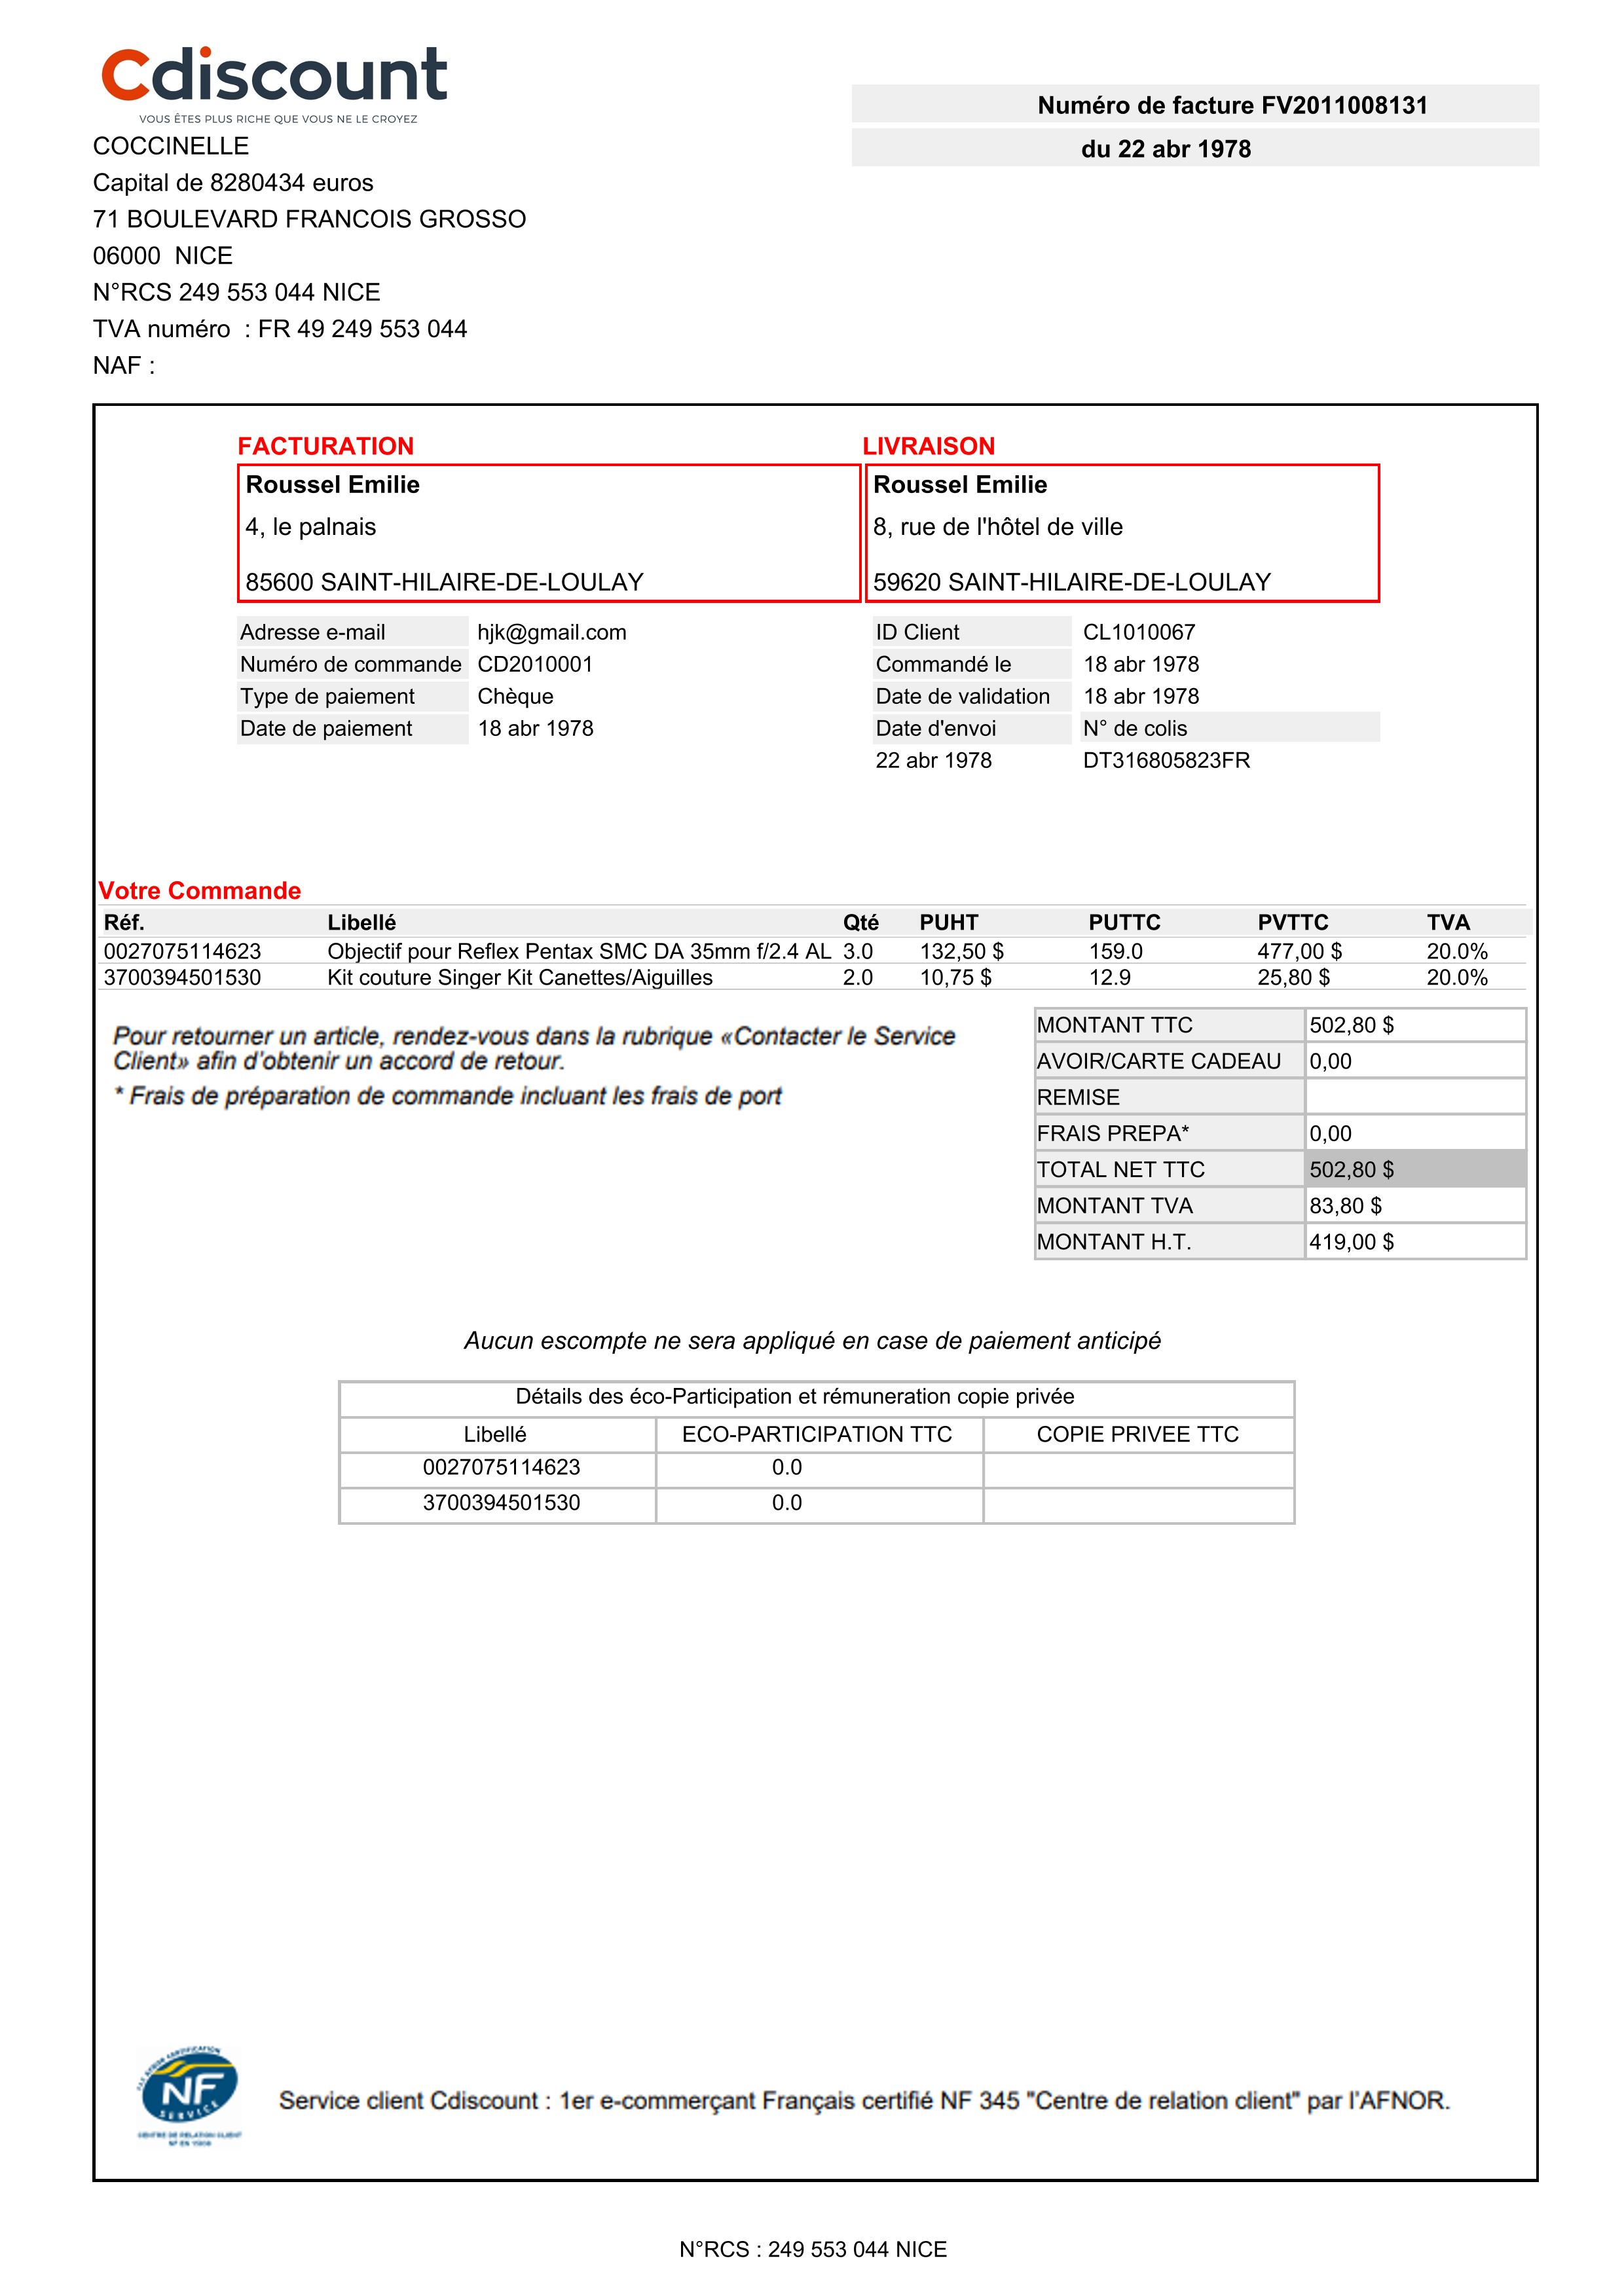 Cdiscount
VOUS ÊTES PLUS RICHE QUE VOUS NE LE CROYEZ
Numéro de facture FV2011008131
du 22 abr 1978
COCCINELLE
Capital de 8280434 euros
71 BOULEVARD FRANCOIS GROSSO
06000  NICE
N°RCS 249 553 044 NICE
TVA numéro  : FR 49 249 553 044
NAF :
FACTURATION
Roussel Emilie
4, le palnais
85600 SAINT-HILAIRE-DE-LOULAY
LIVRAISON
Roussel Emilie
8, rue de l'hôtel de ville
59620 SAINT-HILAIRE-DE-LOULAY
Adresse e-mail hjk@gmail.com
Numéro de commande CD2010001
Type de paiement Chèque
Date de paiement 18 abr 1978
ID Client CL1010067
Commandé le 18 abr 1978
Date de validation 18 abr 1978
Date d'envoi N° de colis
22 abr 1978 DT316805823FR
Votre Commande
Réf. Libellé Qté PUHT PUTTC PVTTC TVA
0027075114623 Objectif pour Reflex Pentax SMC DA 35mm f/2.4 AL 3.0 132,50 $ 159.0 477,00 $ 20.0%
3700394501530 Kit couture Singer Kit Canettes/Aiguilles 2.0 10,75 $ 12.9 25,80 $ 20.0%
Pour retourner un article, rendez-vous dans la rubrique «Contacter le Service
Client» afin d'obtenir un accord de retour.
* Frais de préparation de commande incluant les frais de port
MONTANT TTC 502,80 $
AVOIR/CARTE CADEAU 0,00
REMISE
FRAIS PREPA* 0,00
TOTAL NET TTC 502,80 $
MONTANT TVA 83,80 $
MONTANT H.T. 419,00 $
Aucun escompte ne sera appliqué en case de paiement anticipé
Détails des éco-Participation et rémuneration copie privée
Libellé ECO-PARTICIPATION TTC COPIE PRIVEE TTC
0027075114623 0.0
3700394501530 0.0
NF
SERVICE
CENTRE DE RELATION CLIENT
Service client Cdiscount : 1er e-commerçant Français certifié NF 345 "Centre de relation client" par l'AFNOR.
N°RCS : 249 553 044 NICE